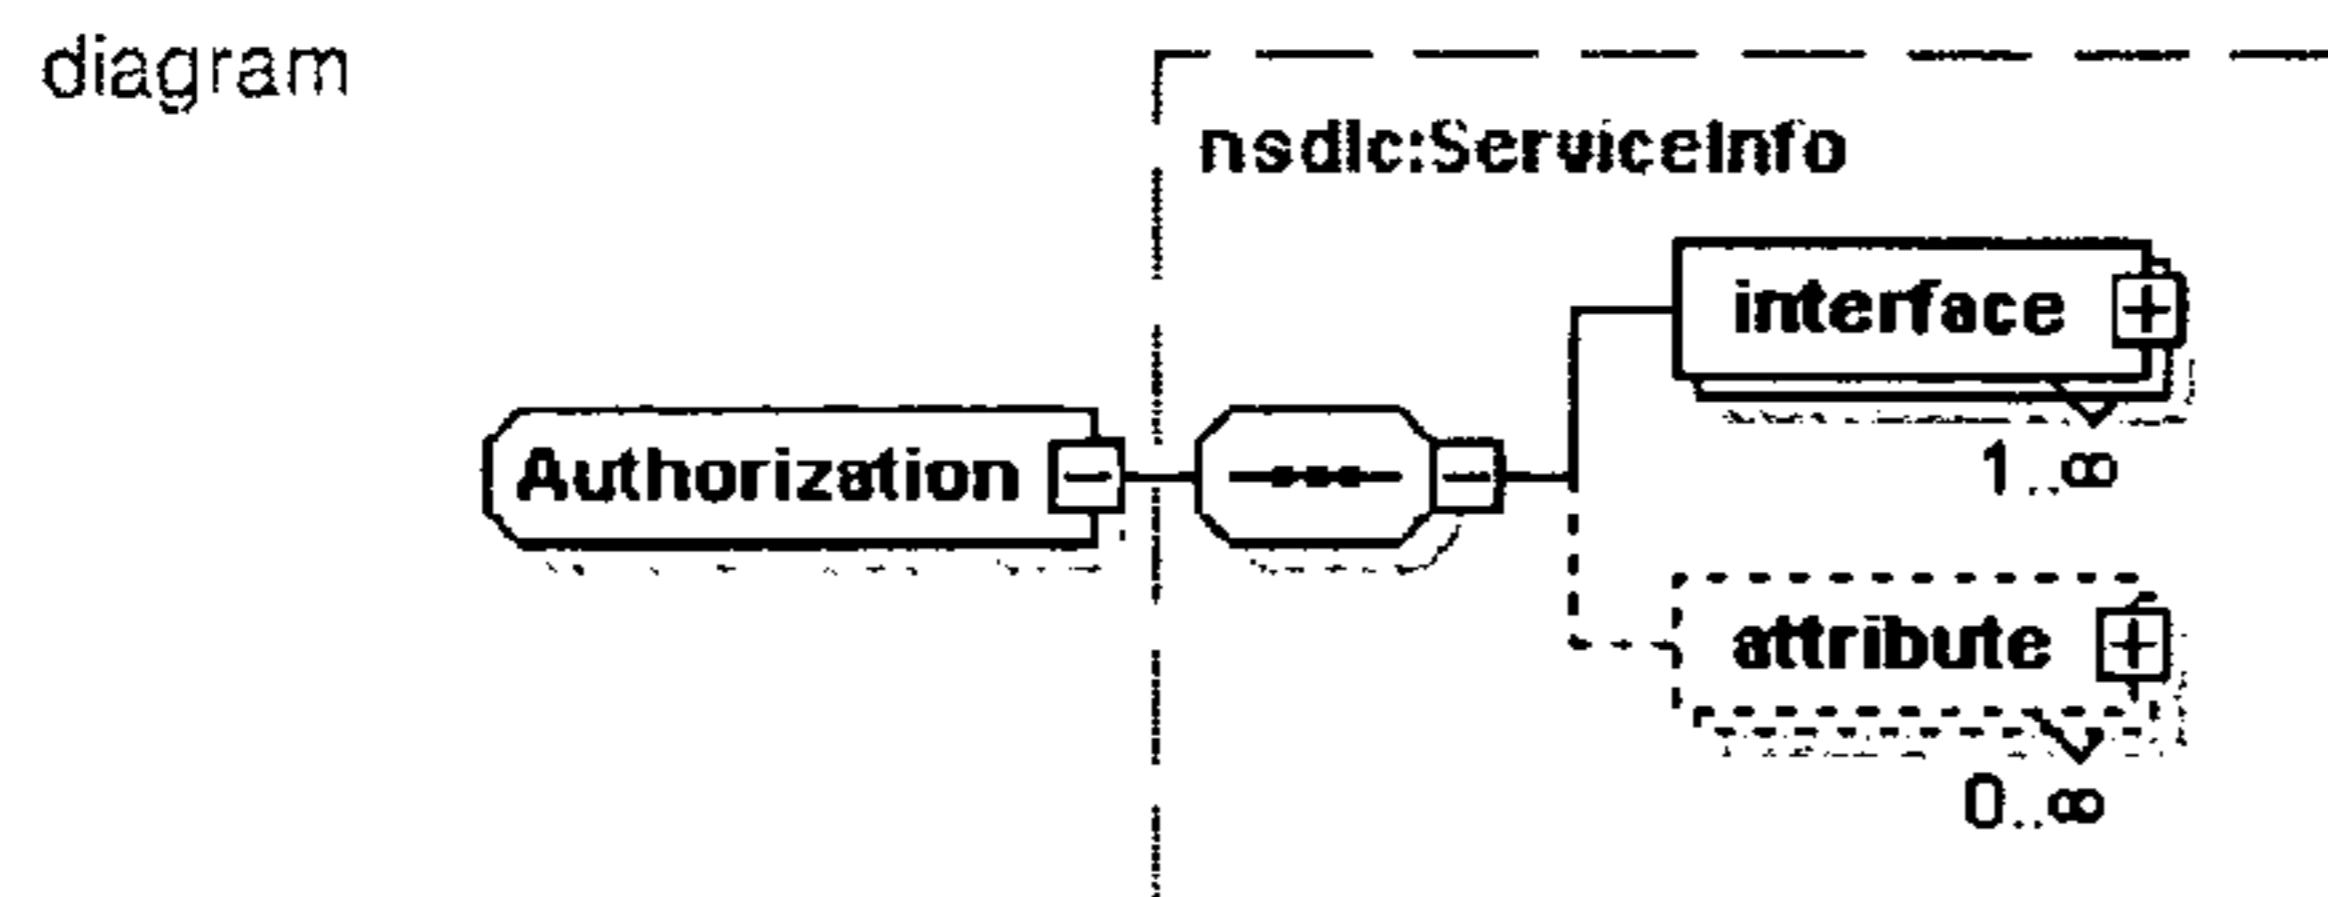 diagram
nsdlc:ServiceInfo
interface
1..∞
Authorization
attribute
0..∞